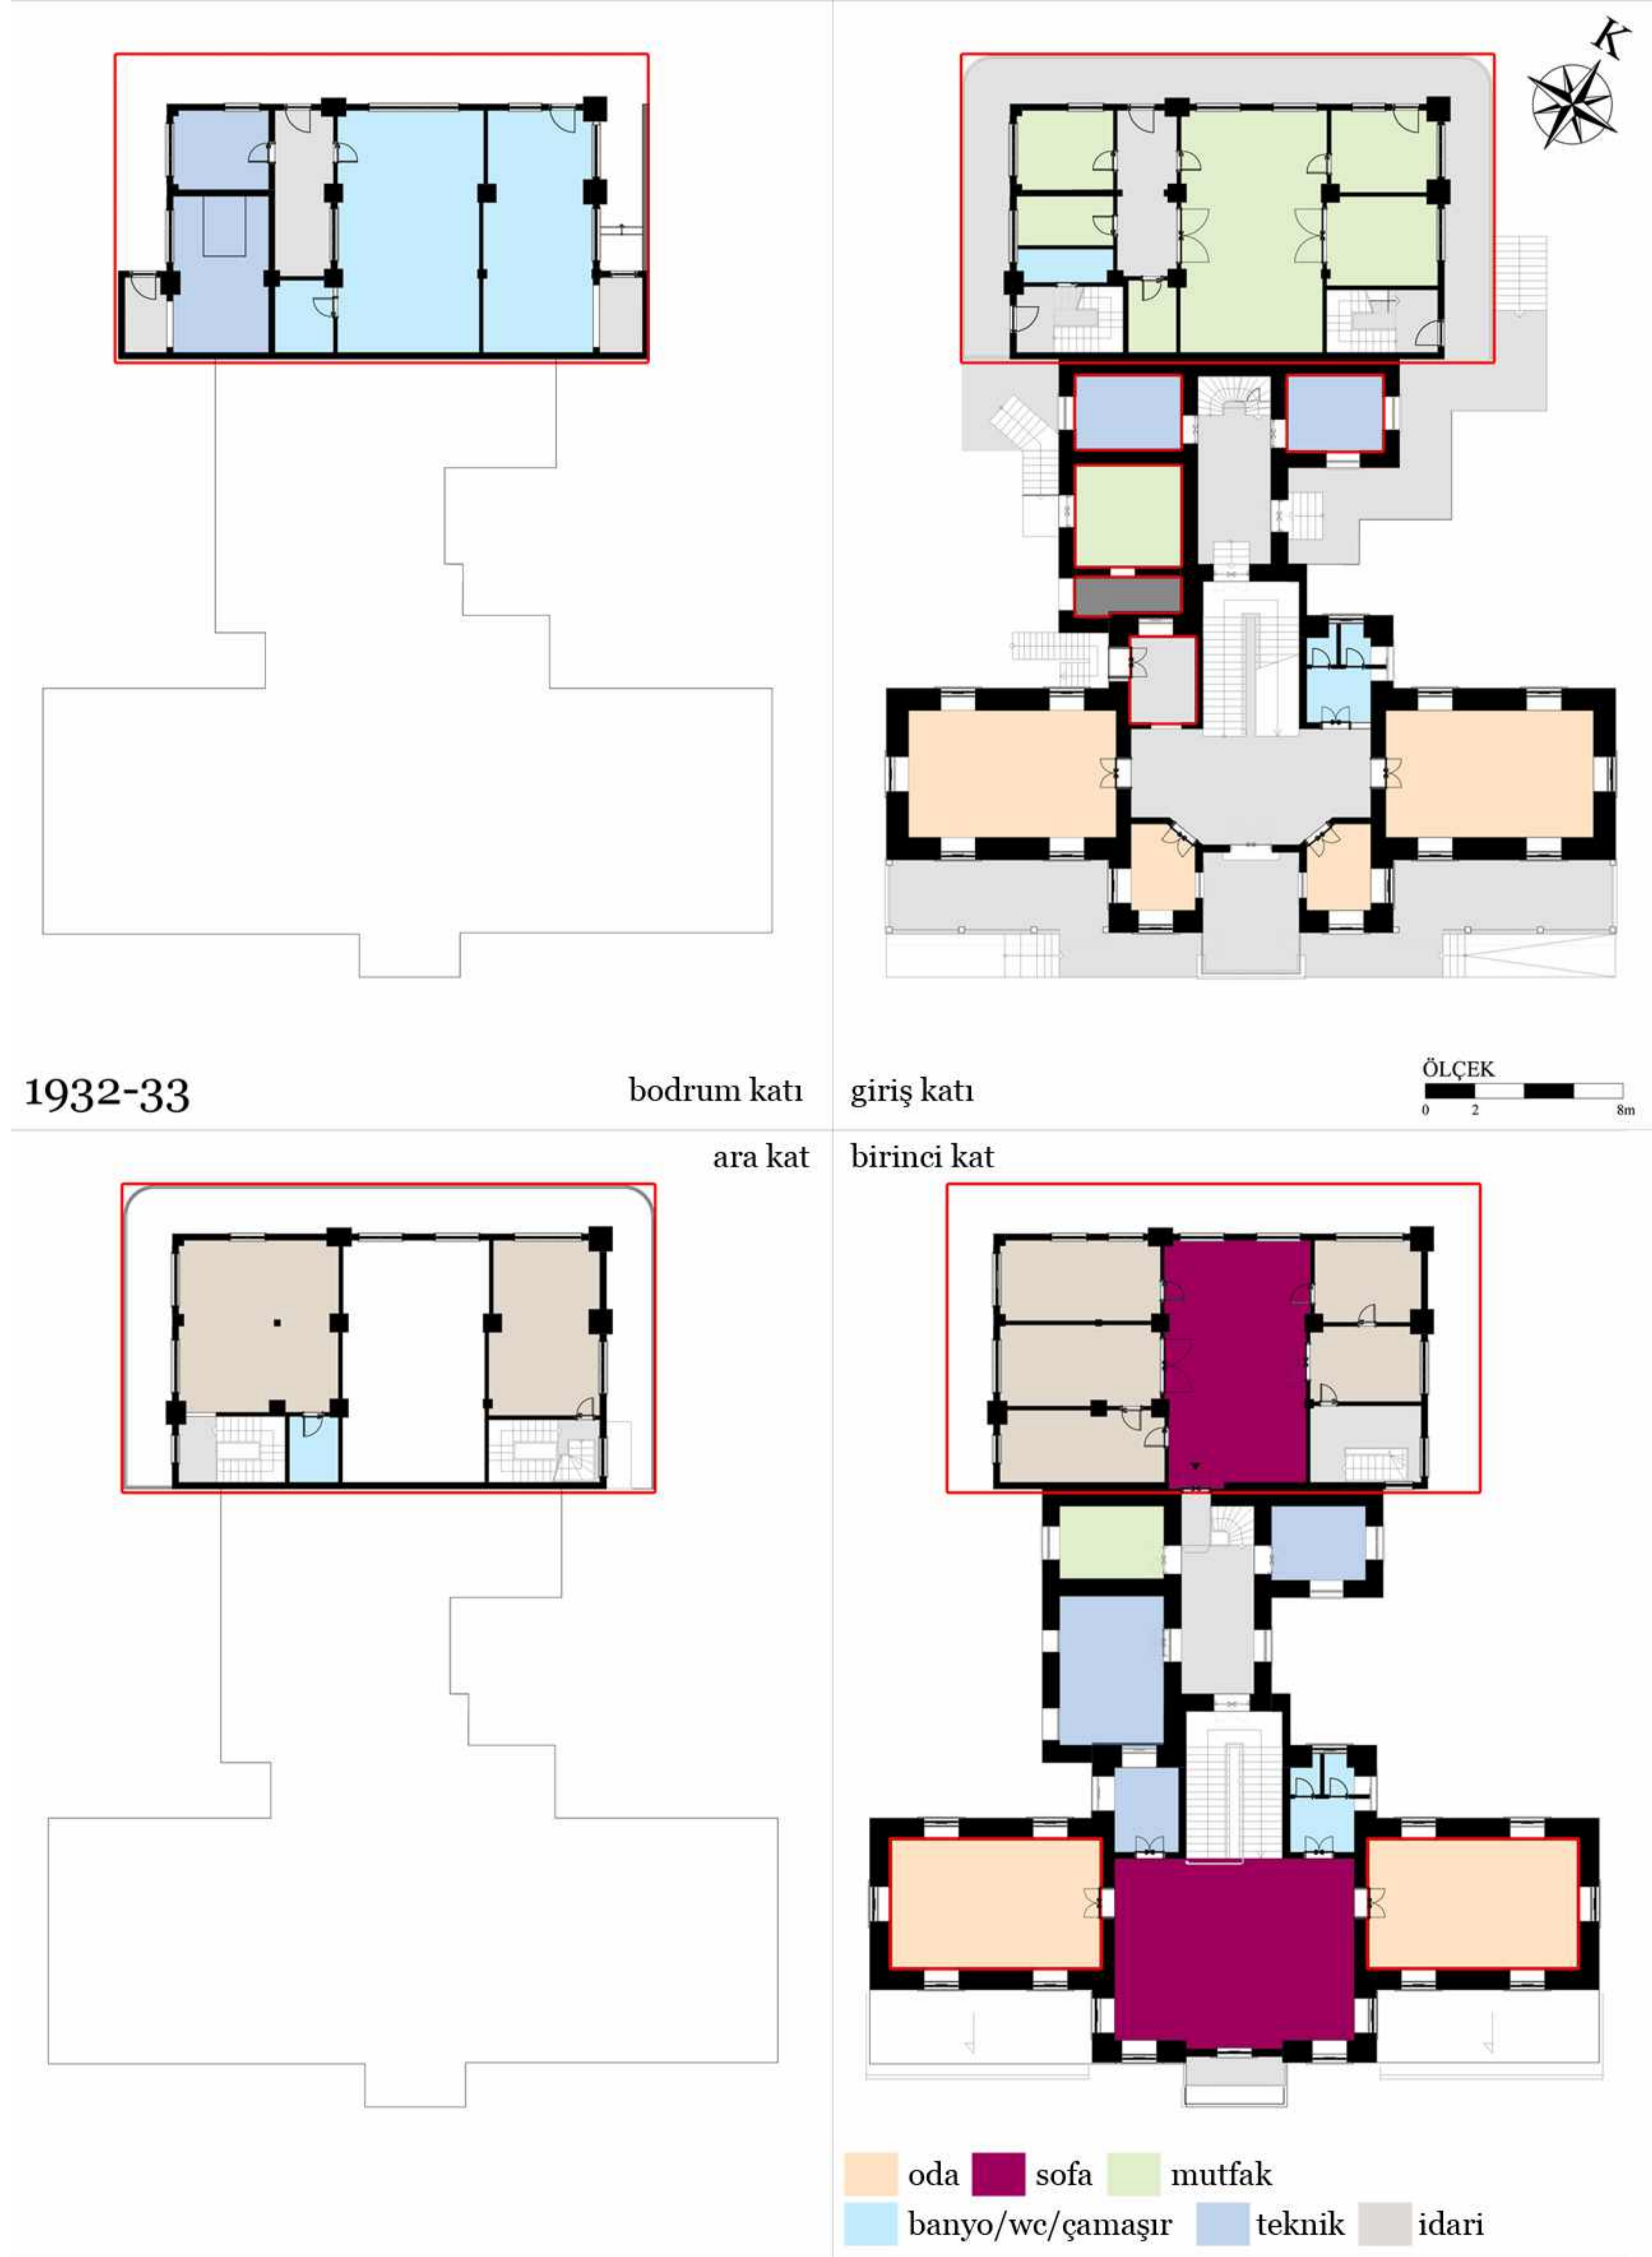 K
1932-33
bodrum katı
giriş katı
ÖLÇEK
0 2 8m
ara kat
birinci kat
oda sofa mutfak
banyo/wc/çamaşır teknik idari